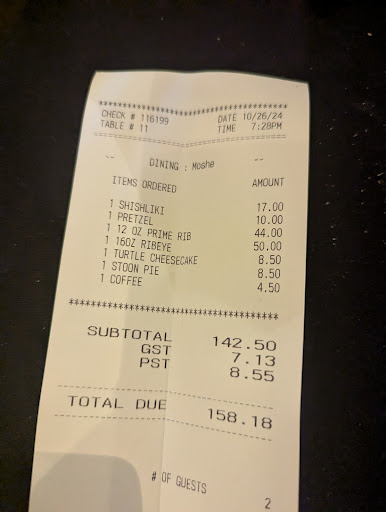 ****************************************
CHECK # 116199 DATE 10/26/24
TABLE # 11 TIME 7:28PM
========================================
-- DINING : Moshe --
ITEMS ORDERED AMOUNT
1 SHISHLIKI 17.00
1 PRETZEL 10.00
1 12 OZ PRIME RIB 44.00
1 16OZ RIBEYE 50.00
1 TURTLE CHEESECAKE 8.50
1 STOON PIE 8.50
1 COFFEE 4.50
****************************************
SUBTOTAL 142.50
GST 7.13
PST 8.55
----------------------------------------
TOTAL DUE 158.18
----------------------------------------
# OF GUESTS
2